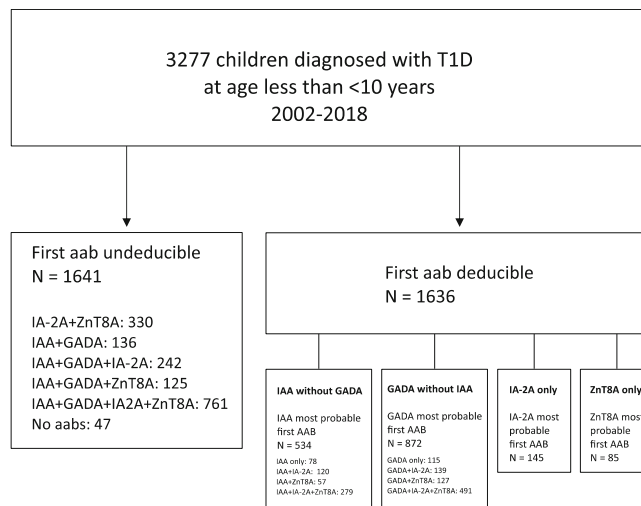 3277 children diagnosed with T1D
at age less than <10 years
2002-2018
First aab undeducible
N = 1641
IA-2A+ZnT8A: 330
IAA+GADA: 136
IAA+GADA+IA-2A: 242
IAA+GADA+ZnT8A: 125
IAA+GADA+IA2A+ZnT8A: 761
No aabs: 47
First aab deducible
N = 1636
IAA without GADA
IAA most probable
first AAB
N = 534
IAA only: 78
IAA+IA-2A: 120
IAA+ZnT8A: 57
IAA+IA-2A+ZnT8A: 279
GADA without IAA
GADA most probable
first AAB
N = 872
GADA only: 115
GADA+IA-2A: 139
GADA+ZnT8A: 127
GADA+IA-2A+ZnT8A: 491
IA-2A only
IA-2A most
probable
first AAB
N = 145
ZnT8A only
ZnT8A most
probable
first AAB
N = 85